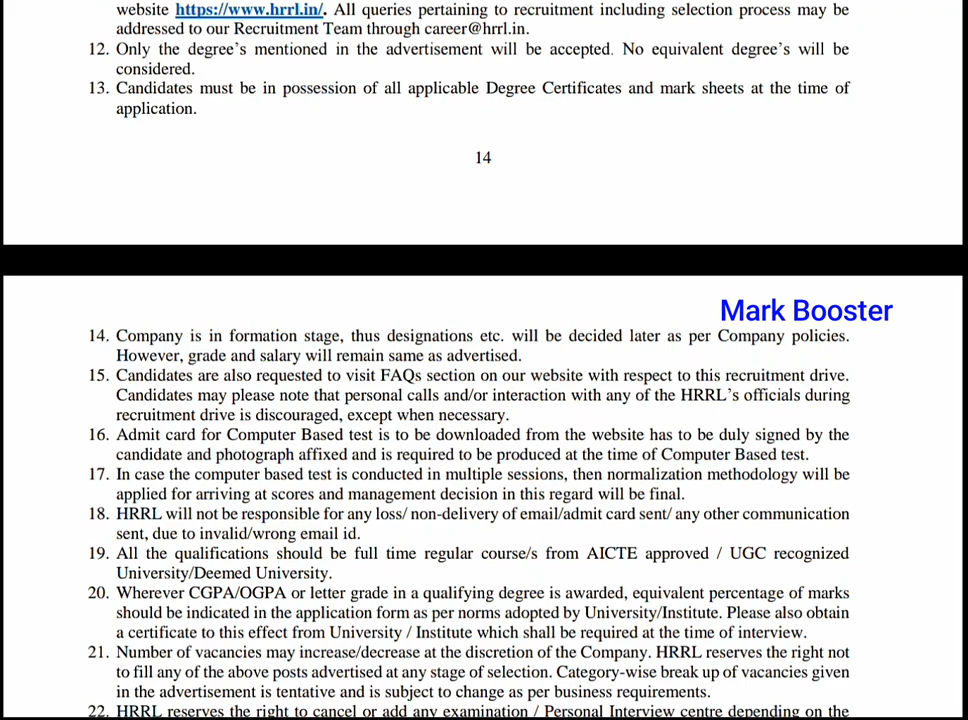 website https://www.hrrl.in/. All queries pertaining to recruitment including selection process may be
addressed to our Recruitment Team through career@hrrl.in.
12. Only the degree's mentioned in the advertisement will be accepted. No equivalent degree's will be
considered.
13. Candidates must be in possession of all applicable Degree Certificates and mark sheets at the time of
application.
14
Mark Booster
14. Company is in formation stage, thus designations etc. will be decided later as per Company policies.
However, grade and salary will remain same as advertised.
15. Candidates are also requested to visit FAQs section on our website with respect to this recruitment drive.
Candidates may please note that personal calls and/or interaction with any of the HRRL's officials during
recruitment drive is discouraged, except when necessary.
16. Admit card for Computer Based test is to be downloaded from the website has to be duly signed by the
candidate and photograph affixed and is required to be produced at the time of Computer Based test.
17. In case the computer based test is conducted in multiple sessions, then normalization methodology will be
applied for arriving at scores and management decision in this regard will be final.
18. HRRL will not be responsible for any loss/ non-delivery of email/admit card sent/ any other communication
sent, due to invalid/wrong email id.
19. All the qualifications should be full time regular course/s from AICTE approved / UGC recognized
University/Deemed University.
20. Wherever CGPA/OGPA or letter grade in a qualifying degree is awarded, equivalent percentage of marks
should be indicated in the application form as per norms adopted by University/Institute. Please also obtain
a certificate to this effect from University / Institute which shall be required at the time of interview.
21. Number of vacancies may increase/decrease at the discretion of the Company. HRRL reserves the right not
to fill any of the above posts advertised at any stage of selection. Category-wise break up of vacancies given
in the advertisement is tentative and is subject to change as per business requirements.
22. HRRL reserves the right to cancel or add any examination / Personal Interview centre depending on the